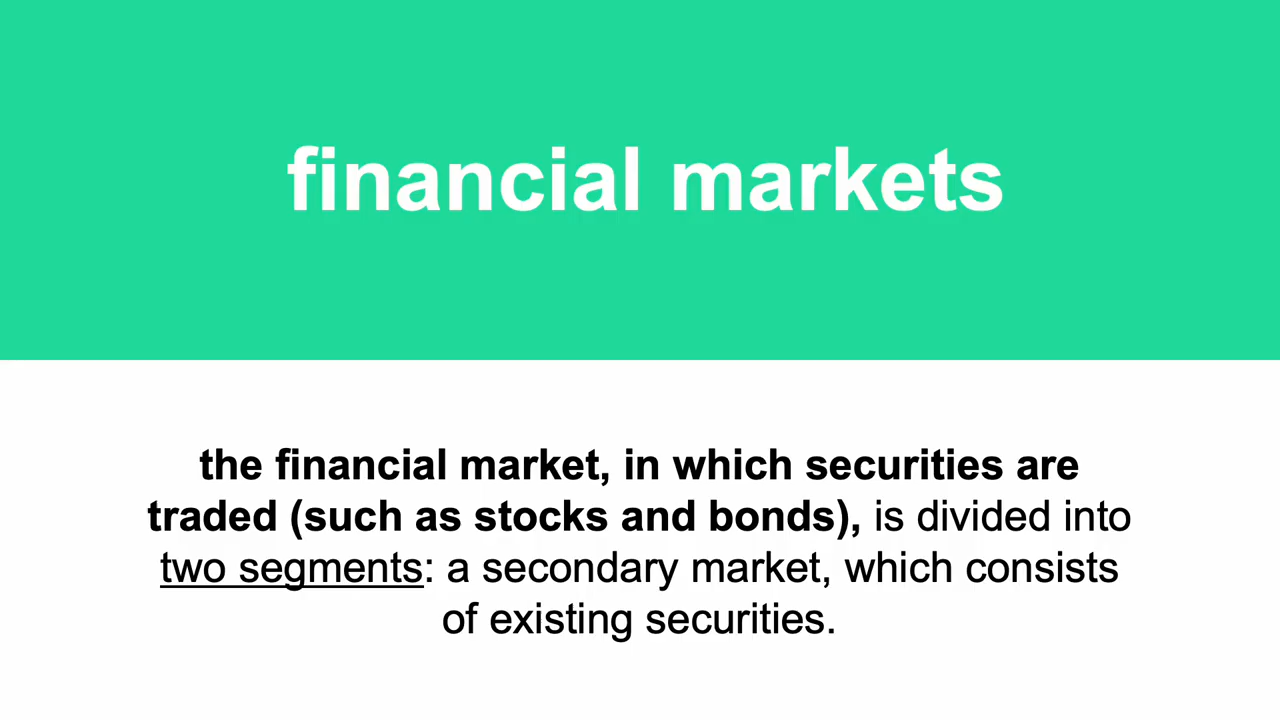 financial markets
the financial market, in which securities are
traded (such as stocks and bonds), is divided into
two segments: a secondary market, which consists
of existing securities.